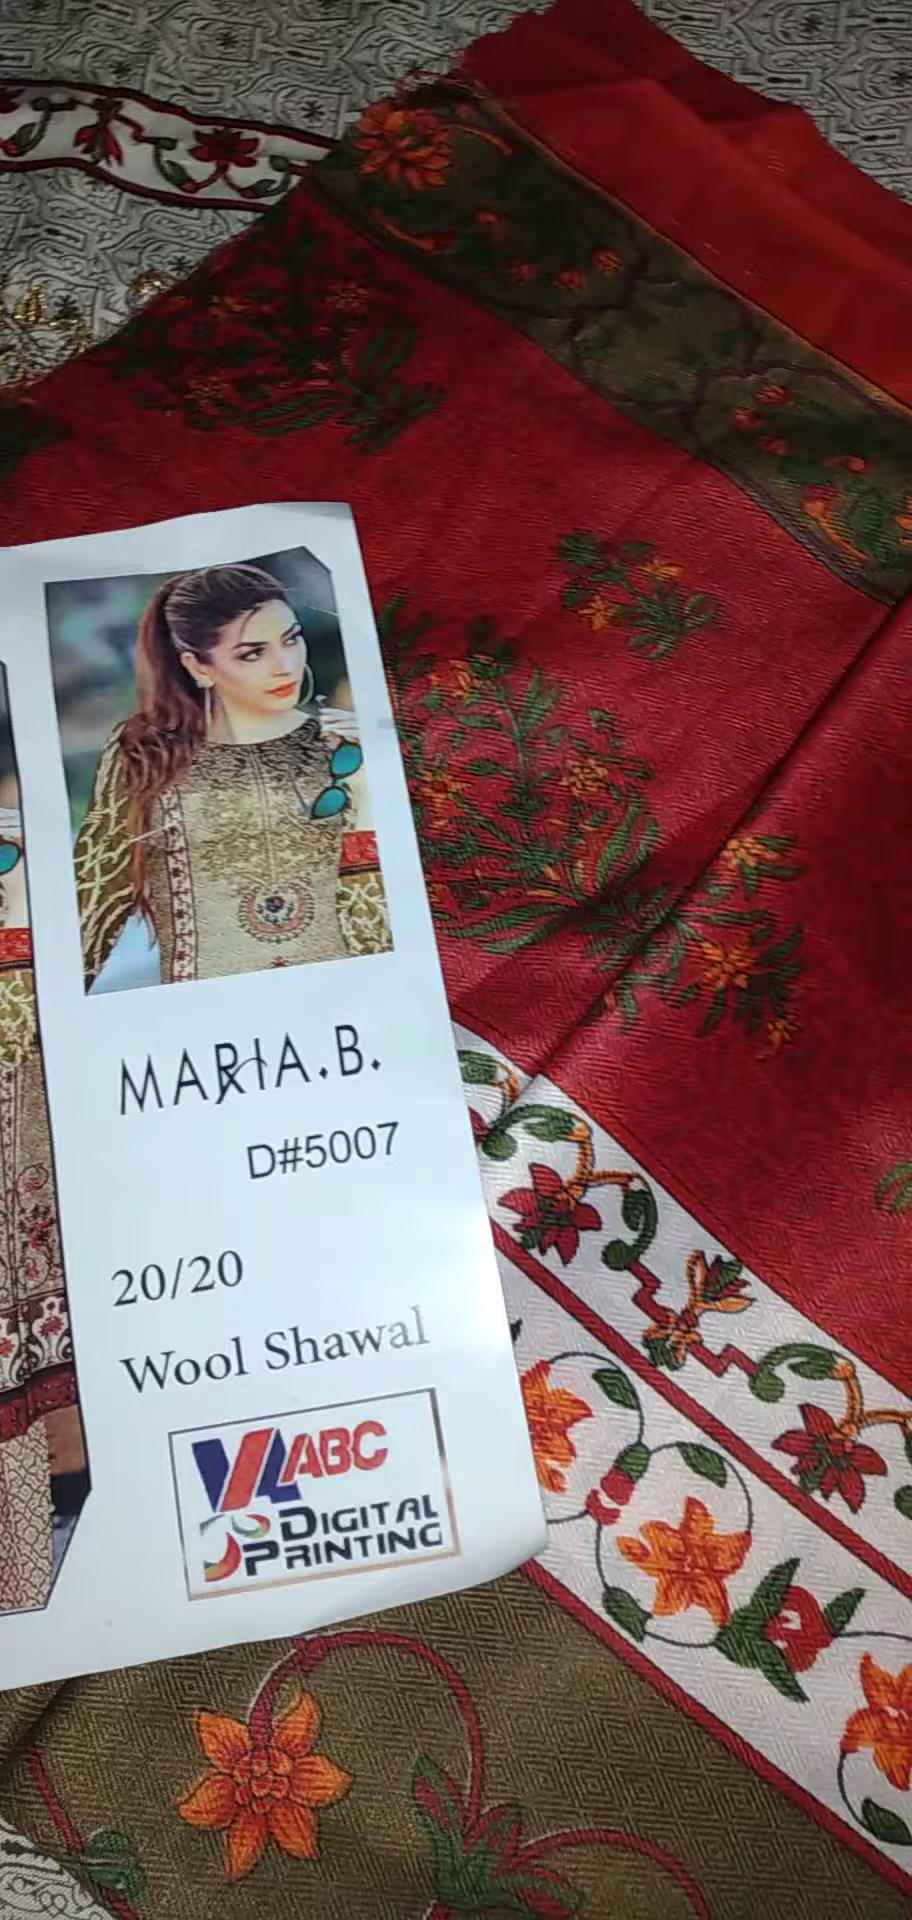 MARIA.B.
D#5007
20/20
Wool Shawal
ABC
DIGITAL
PRINTING